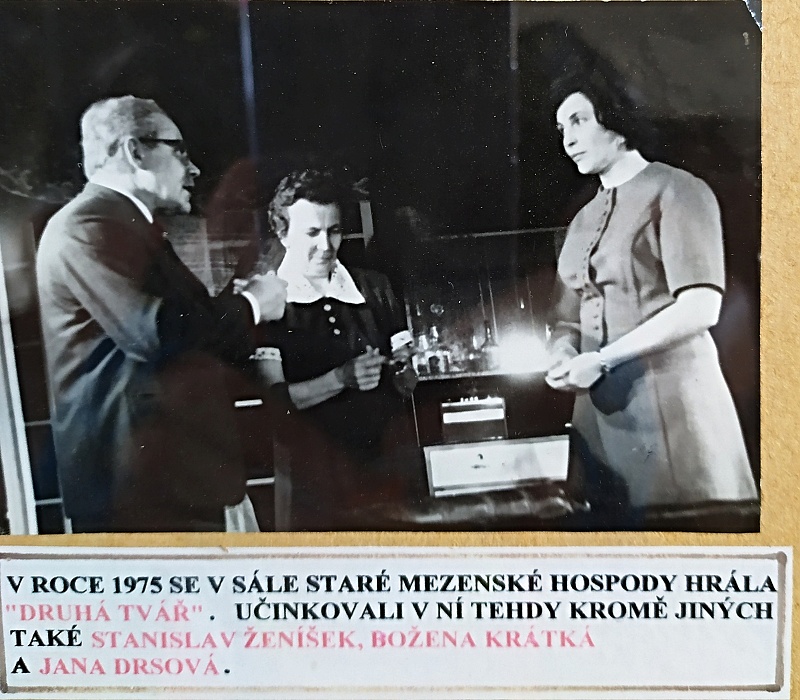 V ROCE 1975 SE V SÁLE STARÉ MEZENSKÉ HOSPODY HRÁLA
"DRUHÁ TVÁŘ". UČINKOVALI V NÍ TEHDY KROMĚ JINÝCH
TAKÉ STANISLAV ŽENÍŠEK, BOŽENA KRÁTKÁ
A JANA DRSOVÁ.